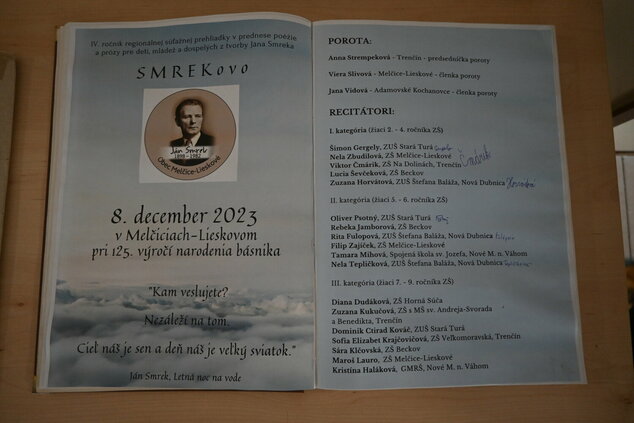 IV. ročník regionálnej súťažnej prehliadky v prednese poézie
a prózy pre deti, mládež a dospelých z tvorby Jána Smreka
SMREKovo
Ján Smrek
1898 - 1982
Obec Melčice-Lieskové
8. december 2023
v Melčiciach-Lieskovom
pri 125. výročí narodenia básnika
"Kam veslujete?
Nezáleží na tom.
Cieľ náš je sen a deň náš je veľký sviatok."
Ján Smrek, Letná noc na vode
POROTA:
Anna Strempeková - Trenčín - predsedníčka poroty
Viera Slivová - Melčice-Lieskové - členka poroty
Jana Vidová - Adamovské Kochanovce - členka poroty
RECITÁTORI:
I. kategória (žiaci 2. - 4. ročníka ZŠ)
Šimon Gergely, ZUŠ Stará Turá
Nela Zbudilová, ZŠ Melčice-Lieskové
Viktor Čmárik, ZŠ Na Dolinách, Trenčín Čmárik
Lucia Ševčeková, ZŠ Beckov
Zuzana Horvátová, ZUŠ Štefana Baláža, Nová Dubnica
II. kategória (žiaci 5. - 6. ročníka ZŠ)
Oliver Psotný, ZUŠ Stará Turá
Rebeka Jamborová, ZŠ Beckov
Rita Fulopová, ZUŠ Štefana Baláža, Nová Dubnica
Filip Zajíček, ZŠ Melčice-Lieskové
Tamara Mihová, Spojená škola sv. Jozefa, Nové M. n. Váhom
Nela Tepličková, ZUŠ Štefana Baláža, Nová Dubnica
III. kategória (žiaci 7. - 9. ročníka ZŠ)
Diana Dudáková, ZŠ Horná Súča
Zuzana Kukučová, ZŠ s MŠ sv. Andreja-Svorada
a Benedikta, Trenčín
Dominik Ctirad Kováč, ZUŠ Stará Turá
Sofia Elizabet Krajčovičová, ZŠ Veľkomoravská, Trenčín
Sára Klčovská, ZŠ Beckov
Maroš Lauro, ZŠ Melčice-Lieskové
Kristína Haláková, GMRŠ, Nové M. n. Váhom